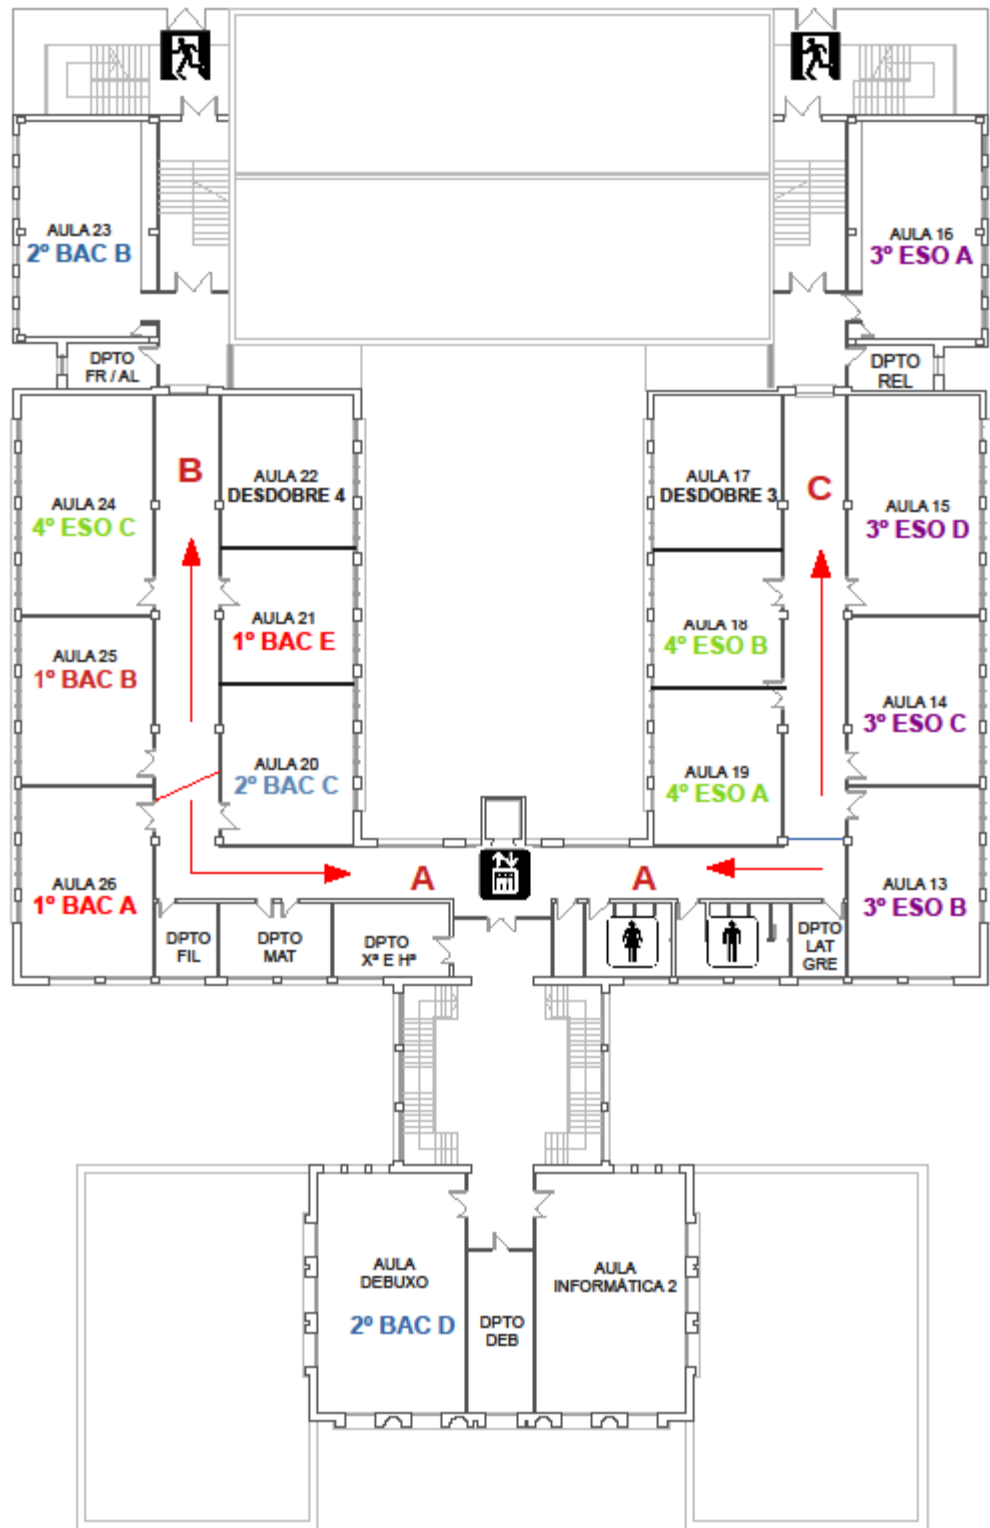 AULA 23
2º BAC B
AULA 16
3º ESO A
DPTO
FR / AL
DPTO
REL
B
AULA 22
DESDOBRE 4
AULA 17
DESDOBRE 3
C
AULA 24
4º ESO C
AULA 15
3º ESO D
AULA 21
1º BAC E
AULA 18
4º ESO B
AULA 25
1º BAC B
AULA 14
3º ESO C
AULA 20
2º BAC C
AULA 19
4º ESO A
AULA 26
1º BAC A
A
A
AULA 13
3º ESO B
DPTO
FIL
DPTO
MAT
DPTO
Xª E Hª
DPTO
LAT
GRE
AULA
DEBUXO
2º BAC D
DPTO
DEB
AULA
INFORMÁTICA 2